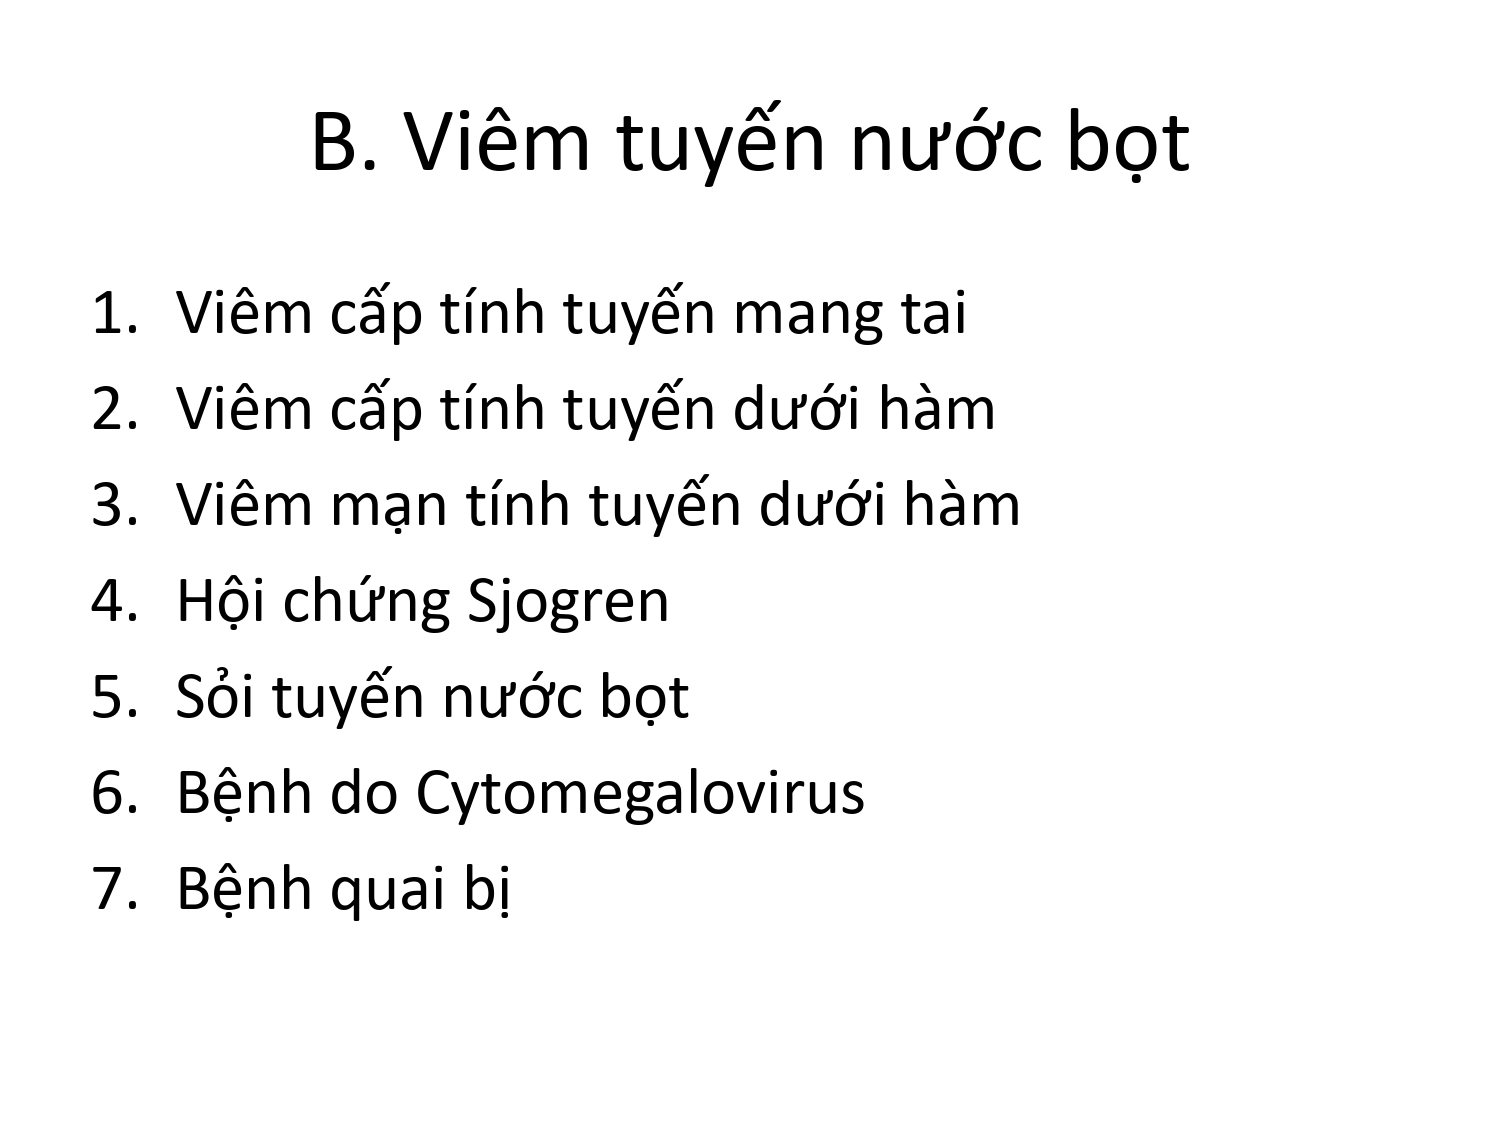 B. Viêm tuyến nước bọt
1. Viêm cấp tính tuyến mang tai
2. Viêm cấp tính tuyến dưới hàm
3. Viêm mạn tính tuyến dưới hàm
4. Hội chứng Sjogren
5. Sỏi tuyến nước bọt
6. Bệnh do Cytomegalovirus
7. Bệnh quai bị